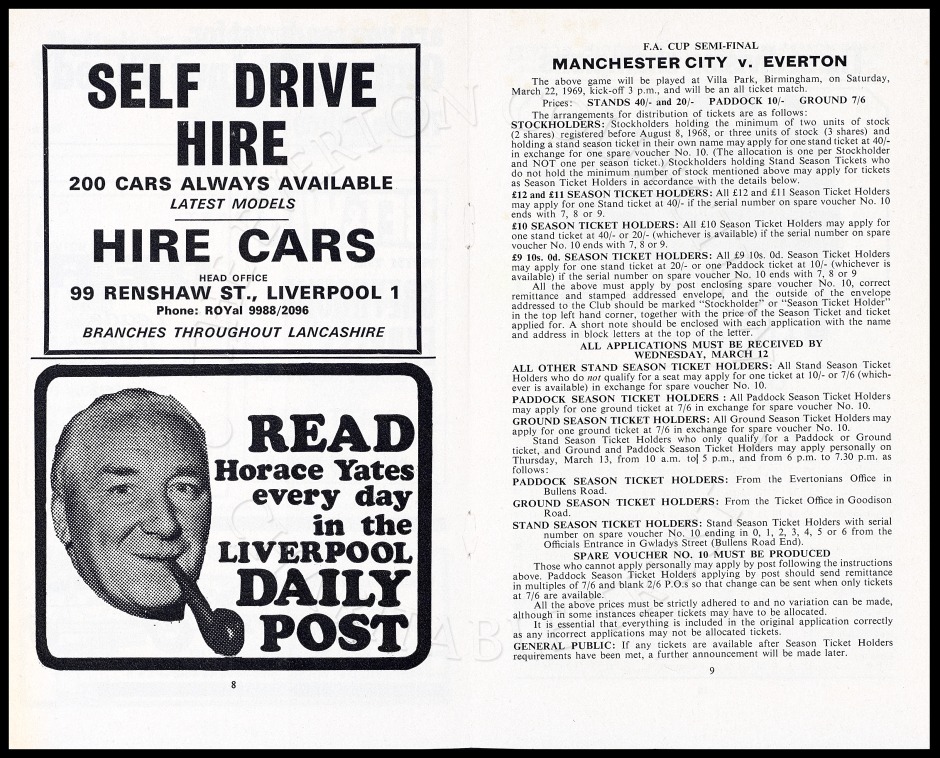 SELF DRIVE
HIRE
200 CARS ALWAYS AVAILABLE
LATEST MODELS
HIRE CARS
HEAD OFFICE
99 RENSHAW ST., LIVERPOOL 1
Phone: ROYal 9988/2096
BRANCHES THROUGHOUT LANCASHIRE
READ
Horace Yates
every day
in the
LIVERPOOL
DAILY
POST
8
F.A. CUP SEMI-FINAL
MANCHESTER CITY v. EVERTON
The above game will be played at Villa Park, Birmingham, on Saturday,
March 22, 1969, kick-off 3 p.m., and will be an all ticket match.
Prices: STANDS 40/- and 20/- PADDOCK 10/- GROUND 7/6
The arrangements for distribution of tickets are as follows:
STOCKHOLDERS: Stockholders holding the minimum of two units of stock
(2 shares) registered before August 8, 1968, or three units of stock (3 shares) and
holding a stand season ticket in their own name may apply for one stand ticket at 40/-
in exchange for one spare voucher No. 10. (The allocation is one per Stockholder
and NOT one per season ticket.) Stockholders holding Stand Season Tickets who
do not hold the minimum number of stock mentioned above may apply for tickets
as Season Ticket Holders in accordance with the details below.
£12 and £11 SEASON TICKET HOLDERS: All £12 and £11 Season Ticket Holders
may apply for one Stand ticket at 40/- if the serial number on spare voucher No. 10
ends with 7, 8 or 9.
£10 SEASON TICKET HOLDERS: All £10 Season Ticket Holders may apply for
one stand ticket at 40/- or 20/- (whichever is available) if the serial number on spare
voucher No. 10 ends with 7, 8 or 9.
£9 10s. 0d. SEASON TICKET HOLDERS: All £9 10s. 0d. Season Ticket Holders
may apply for one stand ticket at 20/- or one Paddock ticket at 10/- (whichever is
available) if the serial number on spare voucher No. 10 ends with 7, 8 or 9
All the above must apply by post enclosing spare voucher No. 10, correct
remittance and stamped addressed envelope, and the outside of the envelope
addressed to the Club should be marked "Stockholder" or "Season Ticket Holder"
in the top left hand corner, together with the price of the Season Ticket and ticket
applied for. A short note should be enclosed with each application with the name
and address in block letters at the top of the letter.
ALL APPLICATIONS MUST BE RECEIVED BY
WEDNESDAY, MARCH 12
ALL OTHER STAND SEASON TICKET HOLDERS: All Stand Season Ticket
Holders who do not qualify for a seat may apply for one ticket at 10/- or 7/6 (which-
ever is available) in exchange for spare voucher No. 10.
PADDOCK SEASON TICKET HOLDERS : All Paddock Season Ticket Holders
may apply for one ground ticket at 7/6 in exchange for spare voucher No. 10.
GROUND SEASON TICKET HOLDERS: All Ground Season Ticket Holders may
apply for one ground ticket at 7/6 in exchange for spare voucher No. 10.
Stand Season Ticket Holders who only qualify for a Paddock or Ground
ticket, and Ground and Paddock Season Ticket Holders may apply personally on
Thursday, March 13, from 10 a.m. to 5 p.m., and from 6 p.m. to 7.30 p.m. as
follows:
PADDOCK SEASON TICKET HOLDERS: From the Evertonians Office in
Bullens Road.
GROUND SEASON TICKET HOLDERS: From the Ticket Office in Goodison
Road.
STAND SEASON TICKET HOLDERS: Stand Season Ticket Holders with serial
number on spare voucher No. 10 ending in 0, 1, 2, 3, 4, 5 or 6 from the
Officials Entrance in Gwladys Street (Bullens Road End).
SPARE VOUCHER NO. 10 MUST BE PRODUCED
Those who cannot apply personally may apply by post following the instructions
above. Paddock Season Ticket Holders applying by post should send remittance
in multiples of 7/6 and blank 2/6 P.O.s so that change can be sent when only tickets
at 7/6 are available.
All the above prices must be strictly adhered to and no variation can be made,
although in some instances cheaper tickets may have to be allocated.
It is essential that everything is included in the original application correctly
as any incorrect applications may not be allocated tickets.
GENERAL PUBLIC: If any tickets are available after Season Ticket Holders
requirements have been met, a further announcement will be made later.
9